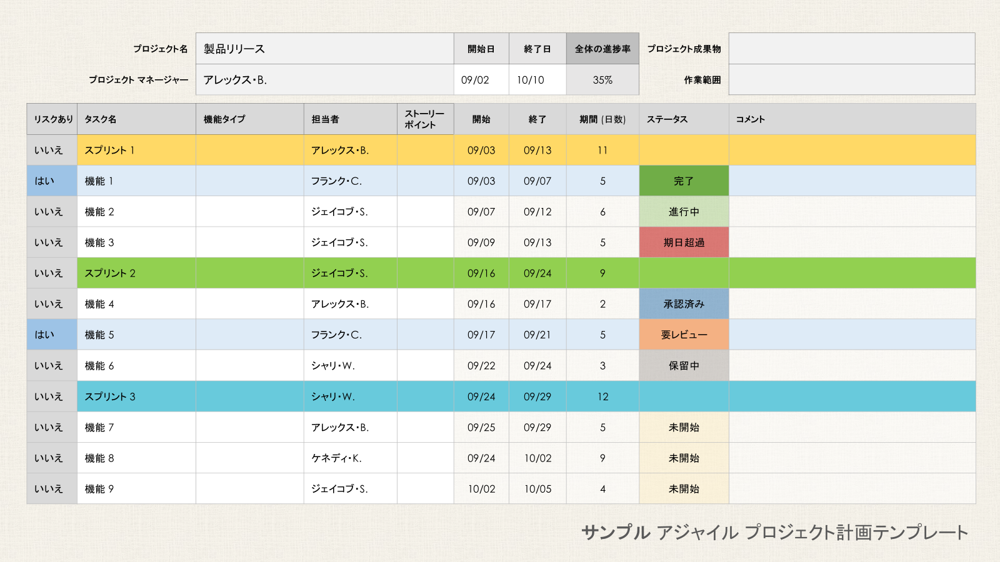 プロジェクト名 製品リリース 開始日 終了日 全体の進捗率 プロジェクト成果物
プロジェクト マネージャー アレックス・B. 09/02 10/10 35% 作業範囲
リスクあり タスク名 機能タイプ 担当者 ストーリー ポイント 開始 終了 期間 (日数) ステータス コメント
いいえ スプリント 1 アレックス・B. 09/03 09/13 11
はい 機能 1 フランク・C. 09/03 09/07 5 完了
いいえ 機能 2 ジェイコブ・S. 09/07 09/12 6 進行中
いいえ 機能 3 ジェイコブ・S. 09/09 09/13 5 期日超過
いいえ スプリント 2 ジェイコブ・S. 09/16 09/24 9
いいえ 機能 4 アレックス・B. 09/16 09/17 2 承認済み
はい 機能 5 フランク・C. 09/17 09/21 5 要レビュー
いいえ 機能 6 シャリ・W. 09/22 09/24 3 保留中
いいえ スプリント 3 シャリ・W. 09/24 09/29 12
いいえ 機能 7 アレックス・B. 09/25 09/29 5 未開始
いいえ 機能 8 ケネディ・K. 09/24 10/02 9 未開始
いいえ 機能 9 ジェイコブ・S. 10/02 10/05 4 未開始
サンプル アジャイル プロジェクト計画テンプレート